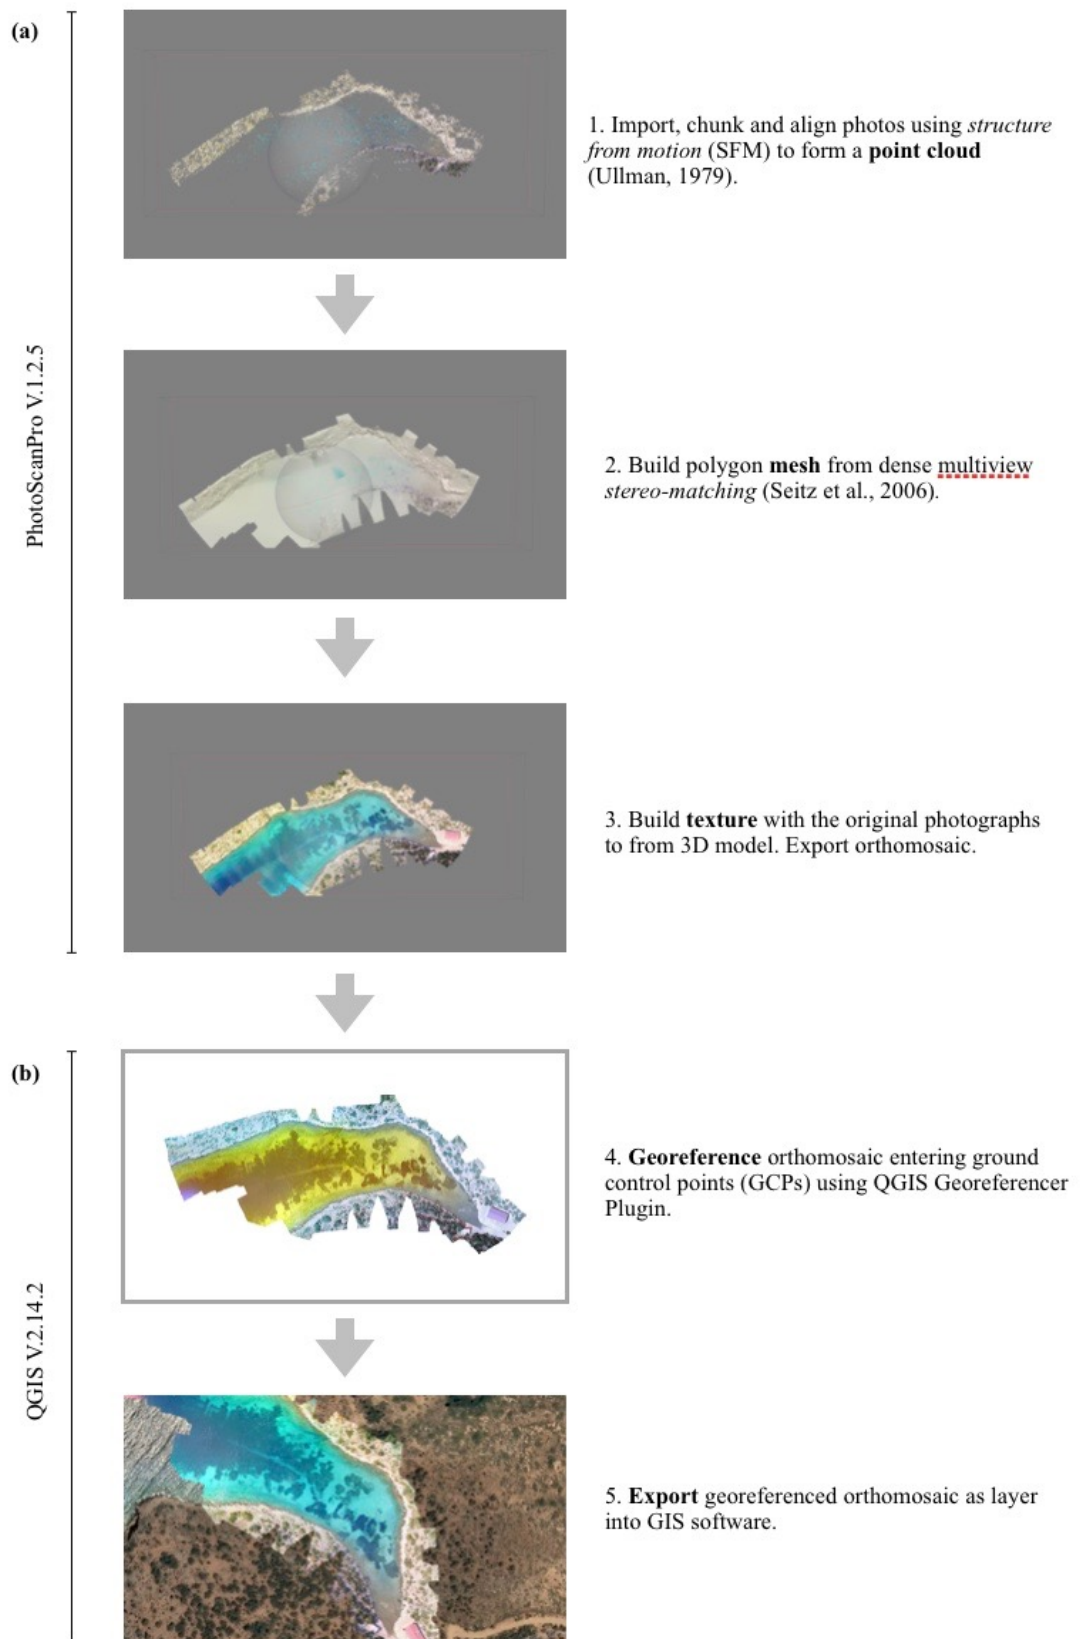 (a)
PhotoScanPro V.1.2.5
1. Import, chunk and align photos using structure
from motion (SFM) to form a point cloud
(Ullman, 1979).
2. Build polygon mesh from dense multiview
stereo-matching (Seitz et al., 2006).
3. Build texture with the original photographs
to from 3D model. Export orthomosaic.
(b)
QGIS V.2.14.2
4. Georeference orthomosaic entering ground
control points (GCPs) using QGIS Georeferencer
Plugin.
5. Export georeferenced orthomosaic as layer
into GIS software.